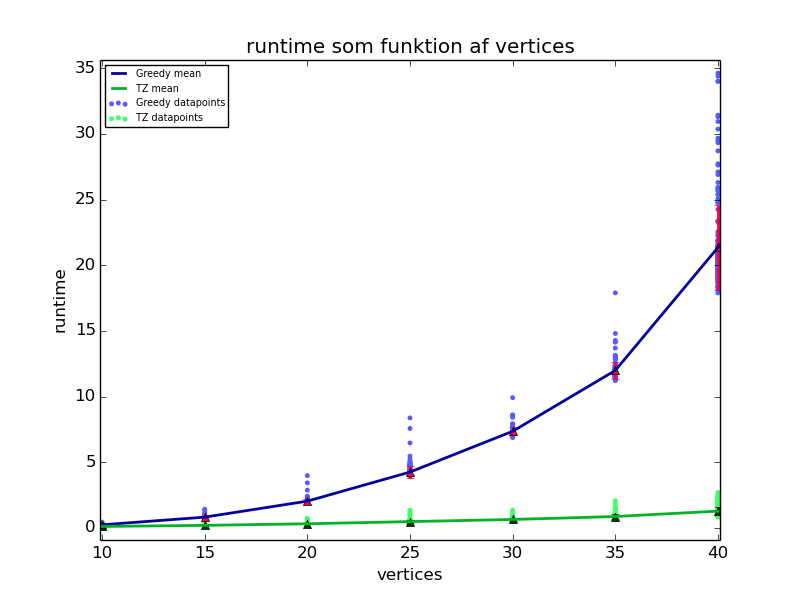 runtime som funktion af vertices
Greedy mean
TZ mean
Greedy datapoints
TZ datapoints
35
30
25
20
15
10
5
0
runtime
10 15 20 25 30 35 40
vertices